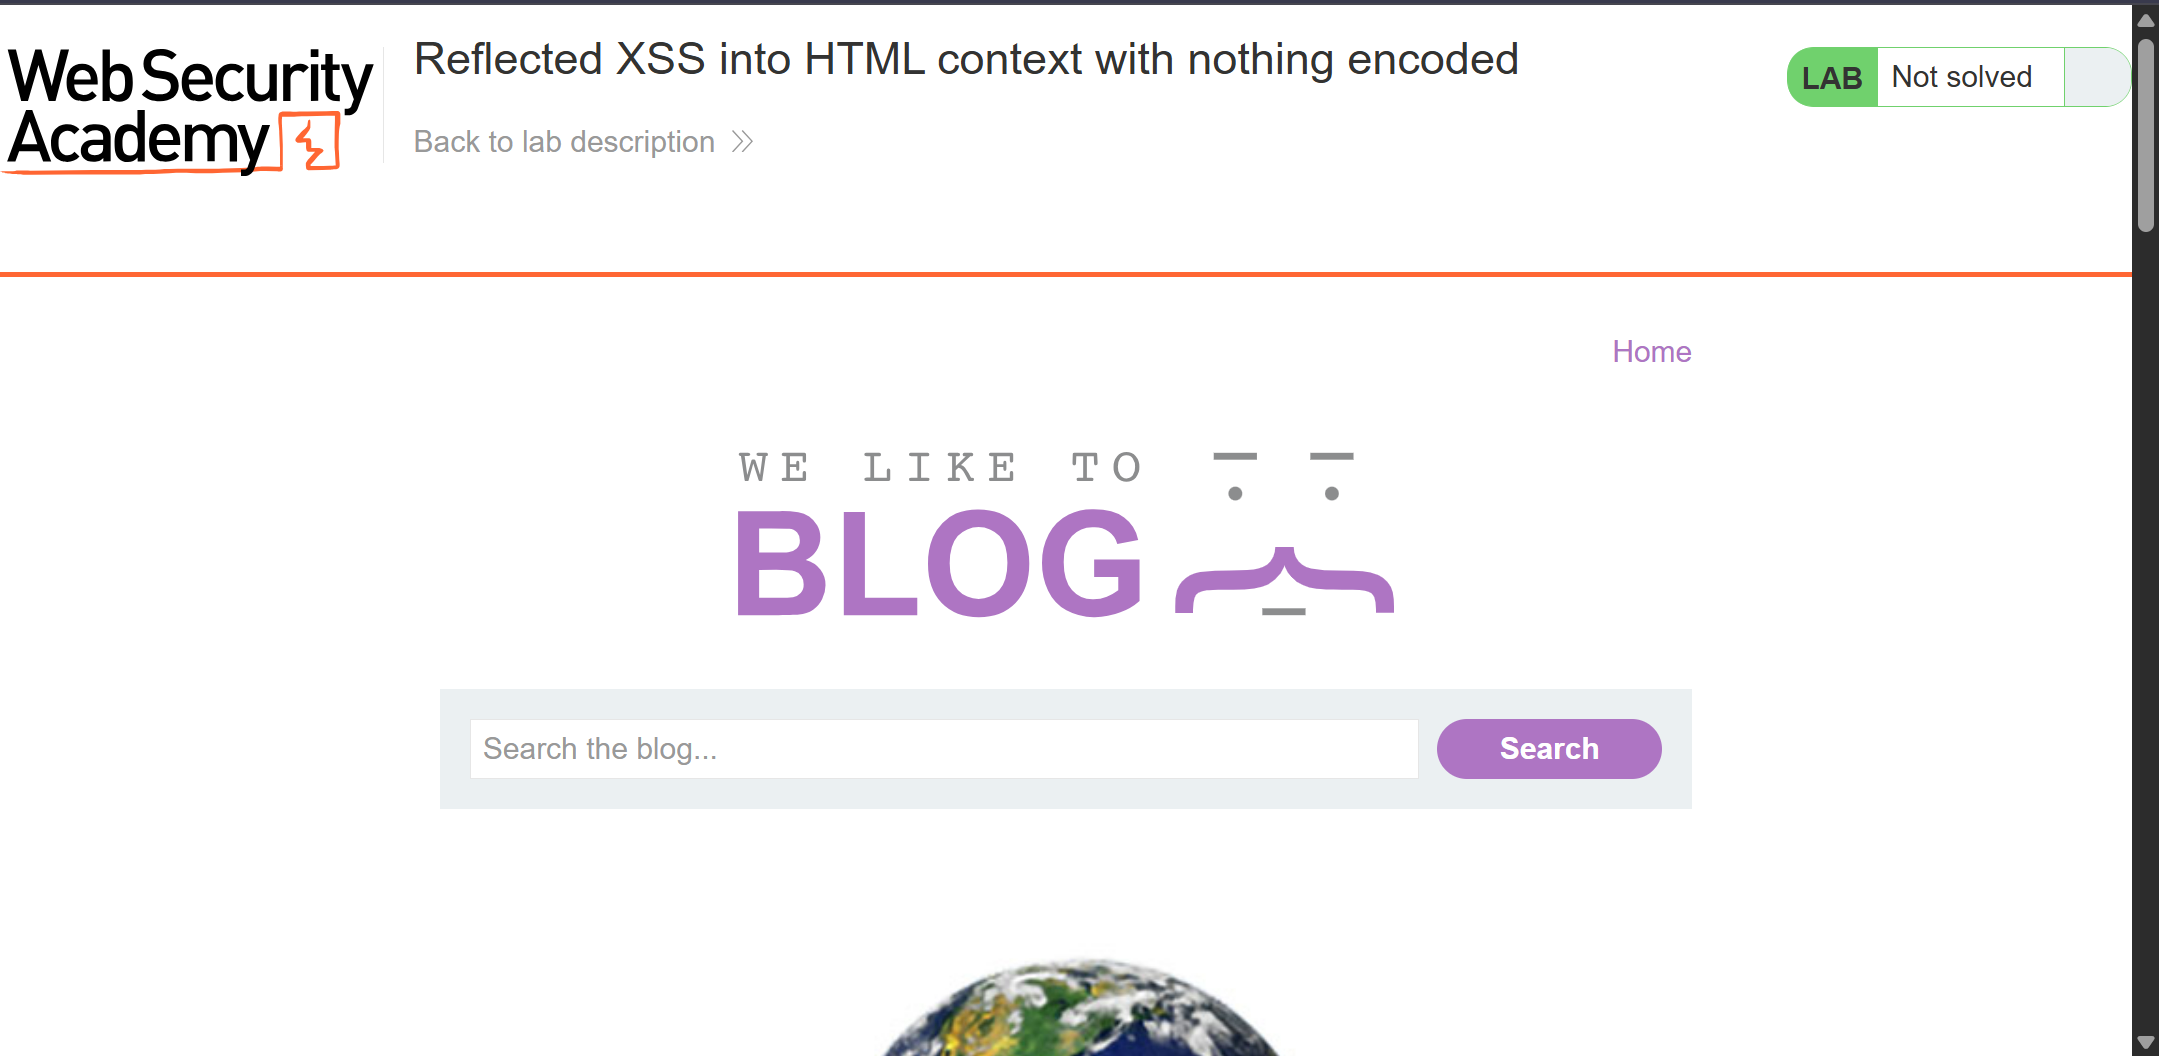 Web Security
Academy
Reflected XSS into HTML context with nothing encoded
Back to lab description
LAB Not solved
Home
WE LIKE TO
BLOG
Search the blog...
Search